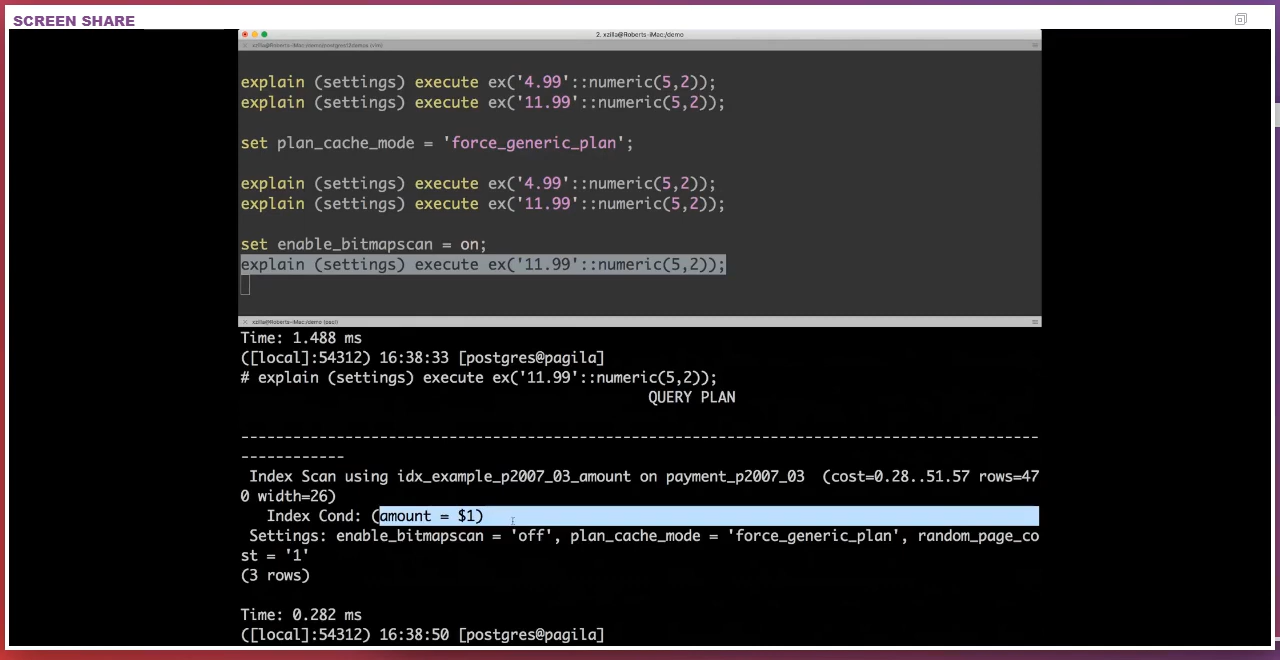 SCREEN SHARE
2. xzilla@Roberts-iMac:/demo
explain (settings) execute ex('4.99'::numeric(5,2));
explain (settings) execute ex('11.99'::numeric(5,2));
set plan_cache_mode = 'force_generic_plan';
explain (settings) execute ex('4.99'::numeric(5,2));
explain (settings) execute ex('11.99'::numeric(5,2));
set enable_bitmapscan = on;
explain (settings) execute ex('11.99'::numeric(5,2));
xzilla@Roberts-iMac:/demo (psql)
Time: 1.488 ms
([local]:54312) 16:38:33 [postgres@pagila]
# explain (settings) execute ex('11.99'::numeric(5,2));
QUERY PLAN
-------------------------------------------------------------------------------------------
------------
Index Scan using idx_example_p2007_03_amount on payment_p2007_03  (cost=0.28..51.57 rows=47
0 width=26)
Index Cond: (amount = $1)
Settings: enable_bitmapscan = 'off', plan_cache_mode = 'force_generic_plan', random_page_co
st = '1'
(3 rows)
Time: 0.282 ms
([local]:54312) 16:38:50 [postgres@pagila]